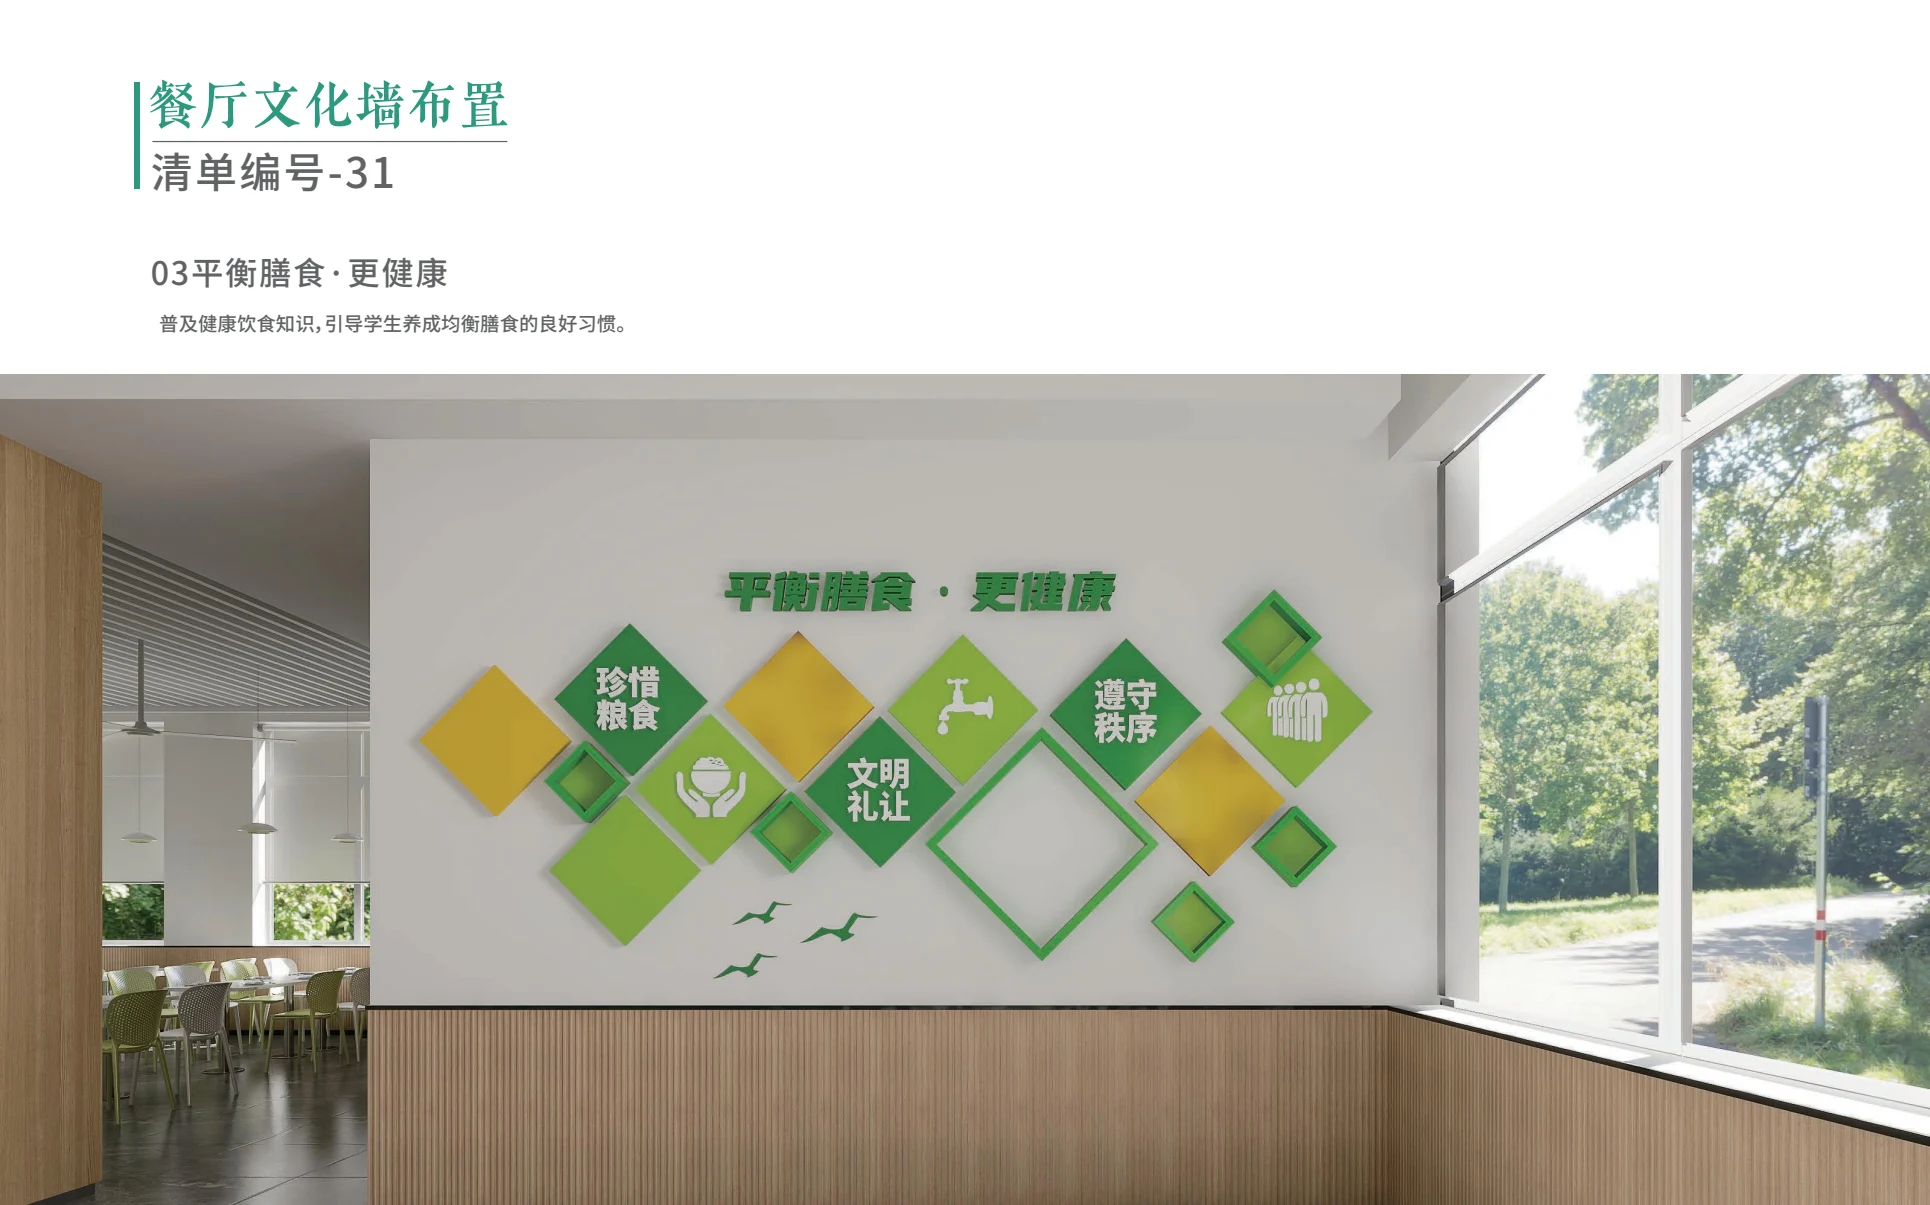 餐厅文化墙布置
清单编号-31
03平衡膳食·更健康
普及健康饮食知识，引导学生养成均衡膳食的良好习惯。
平衡膳食·更健康
珍惜
粮食
文明
礼让
遵守
秩序